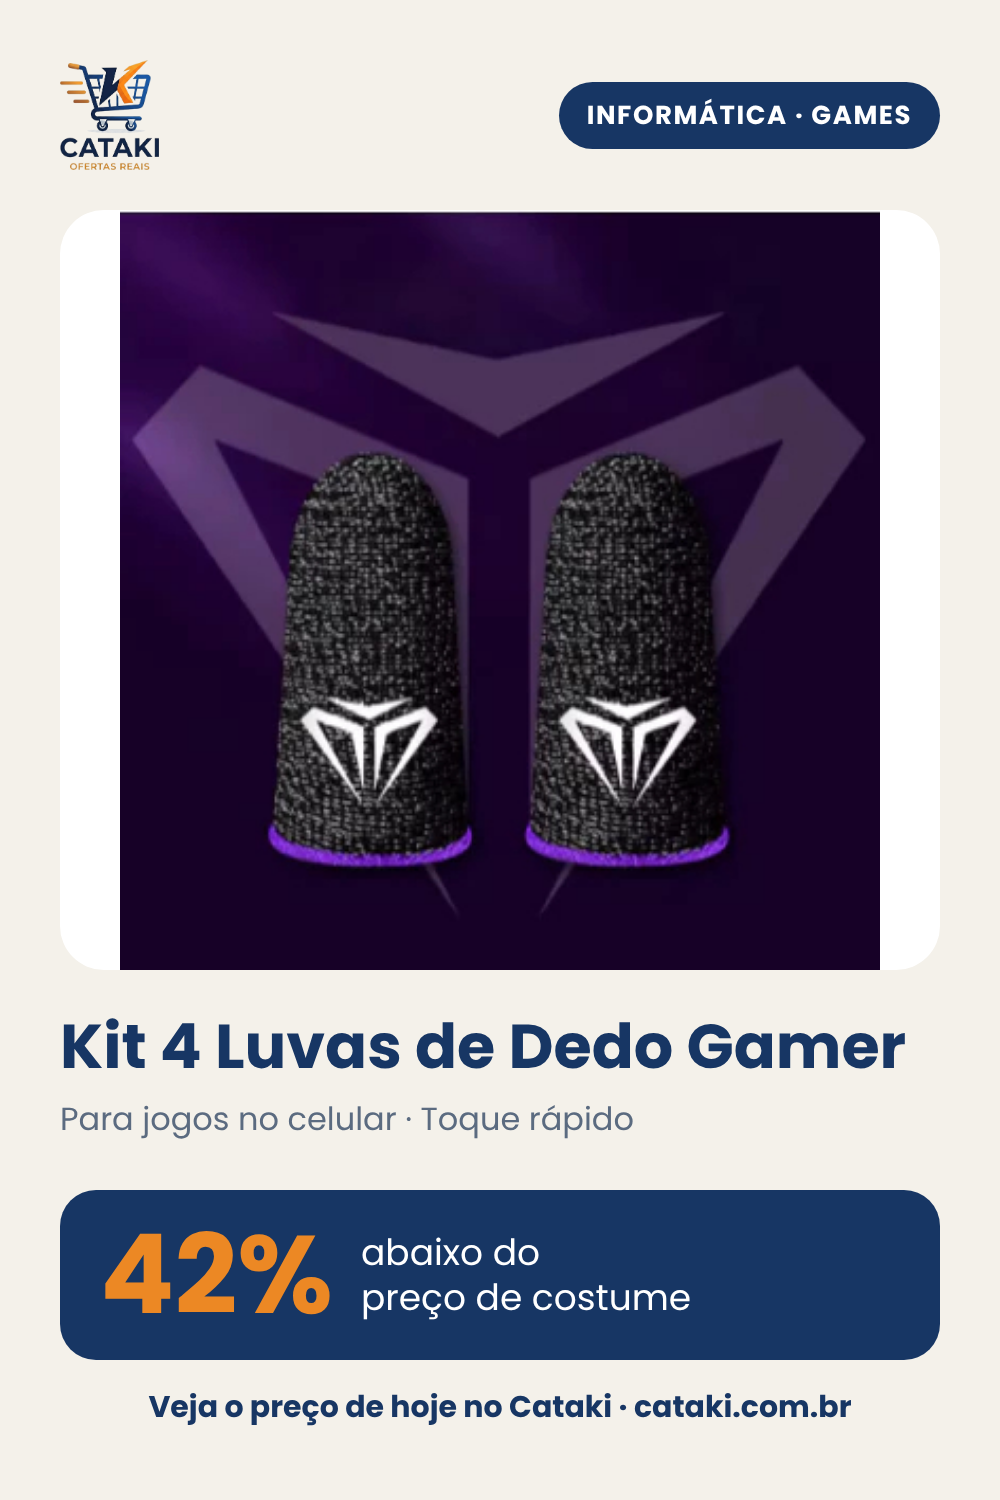 CATAKI
OFERTAS REAIS
INFORMÁTICA · GAMES
Kit 4 Luvas de Dedo Gamer
Para jogos no celular · Toque rápido
42%
abaixo do
preço de costume
Veja o preço de hoje no Cataki · cataki.com.br